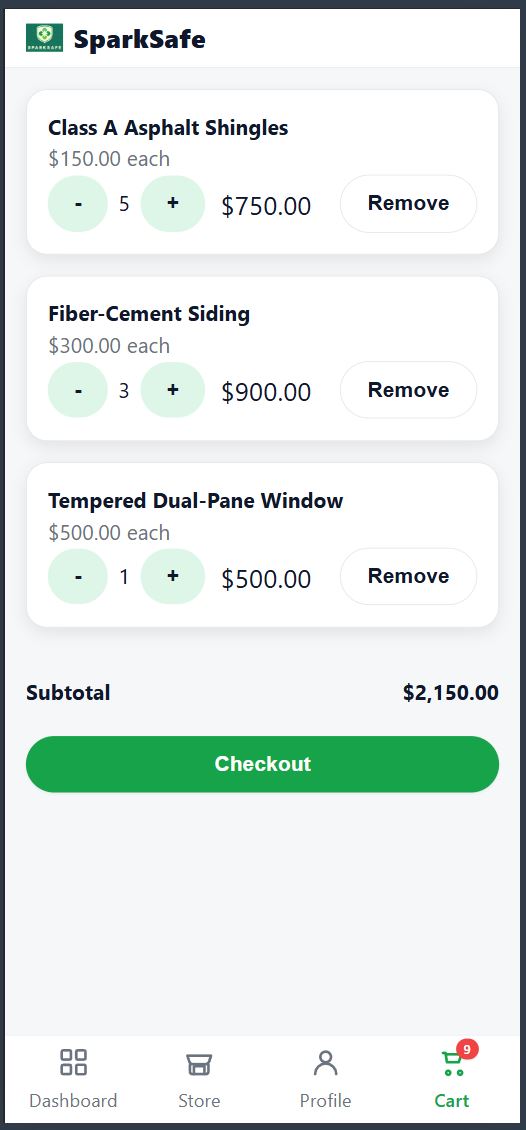 SPARKSAFE
SparkSafe
Class A Asphalt Shingles
$150.00 each
- 5 + $750.00 Remove
Fiber-Cement Siding
$300.00 each
- 3 + $900.00 Remove
Tempered Dual-Pane Window
$500.00 each
- 1 + $500.00 Remove
Subtotal $2,150.00
Checkout
9
Dashboard Store Profile Cart